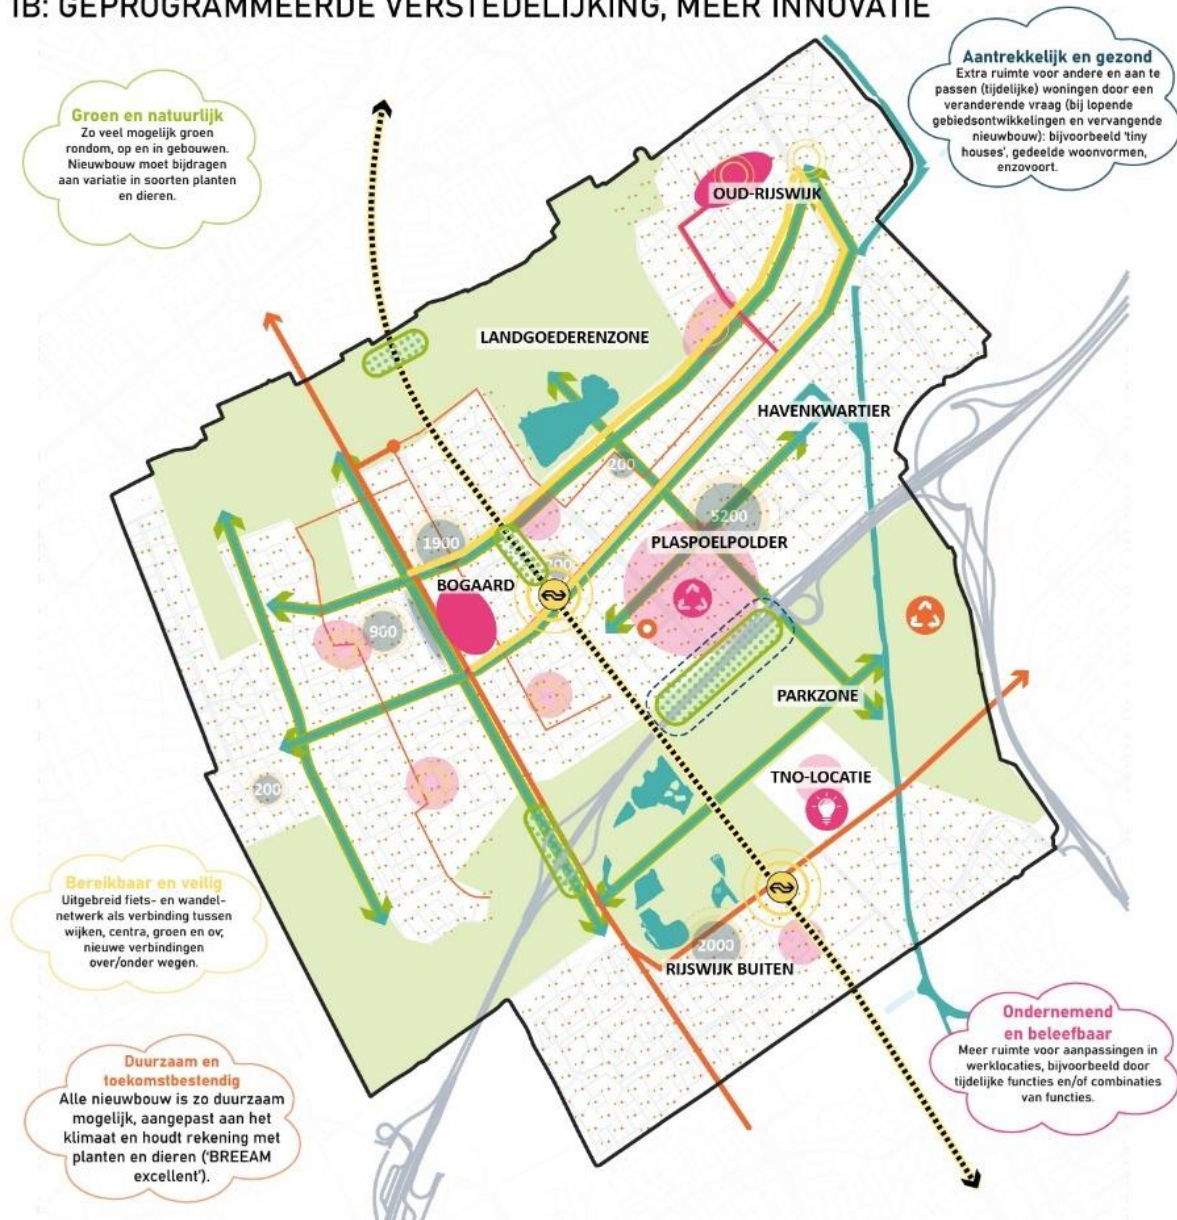 1B: GEPROGRAMMEERDE VERSTEDELIJKING, MEER INNOVATIE
Aantrekkelijk en gezond
Extra ruimte voor andere en aan te
passen (tijdelijke) woningen door een
veranderende vraag (bij lopende
gebiedsontwikkelingen en vervangende
nieuwbouw): bijvoorbeeld 'tiny
houses', gedeelde woonvormen,
enzovoort.
Groen en natuurlijk
Zo veel mogelijk groen
rondom, op en in gebouwen.
Nieuwbouw moet bijdragen
aan variatie in soorten planten
en dieren.
OUD-RIJSWIJK
LANDGOEDERENZONE
HAVENKWARTIER
200
5200
1900
PLASPOELPOLDER
BOGAARD
900
PARKZONE
TNO-LOCATIE
200
2000
RIJSWIJK BUITEN
Bereikbaar en veilig
Uitgebreid fiets- en wandel-
netwerk als verbinding tussen
wijken, centra, groen en ov;
nieuwe verbindingen
over/onder wegen.
Ondernemend
en beleefbaar
Meer ruimte voor aanpassingen in
werklocaties, bijvoorbeeld door
tijdelijke functies en/of combinaties
van functies.
Duurzaam en
toekomstbestendig
Alle nieuwbouw is zo duurzaam
mogelijk, aangepast aan het
klimaat en houdt rekening met
planten en dieren ('BREEAM
excellent').